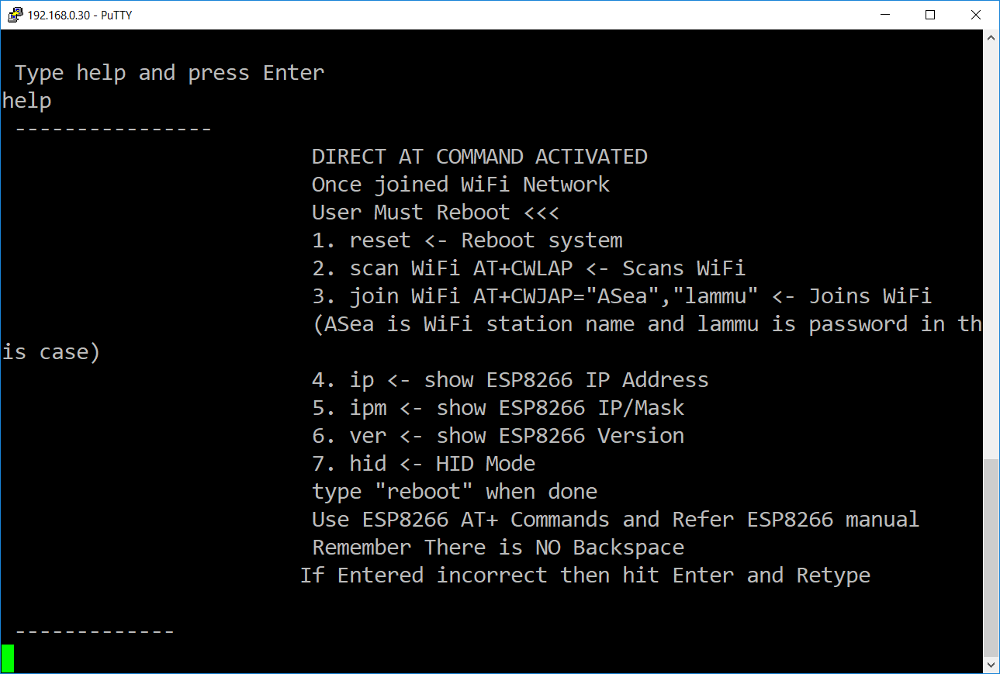 192.168.0.30 - PuTTY
Type help and press Enter
help
----------------
DIRECT AT COMMAND ACTIVATED
Once joined WiFi Network
User Must Reboot <<<
1. reset <- Reboot system
2. scan WiFi AT+CWLAP <- Scans WiFi
3. join WiFi AT+CWJAP="ASea","lammu" <- Joins WiFi
(ASea is WiFi station name and lammu is password in th
is case)
4. ip <- show ESP8266 IP Address
5. ipm <- show ESP8266 IP/Mask
6. ver <- show ESP8266 Version
7. hid <- HID Mode
type "reboot" when done
Use ESP8266 AT+ Commands and Refer ESP8266 manual
Remember There is NO Backspace
If Entered incorrect then hit Enter and Retype
-------------